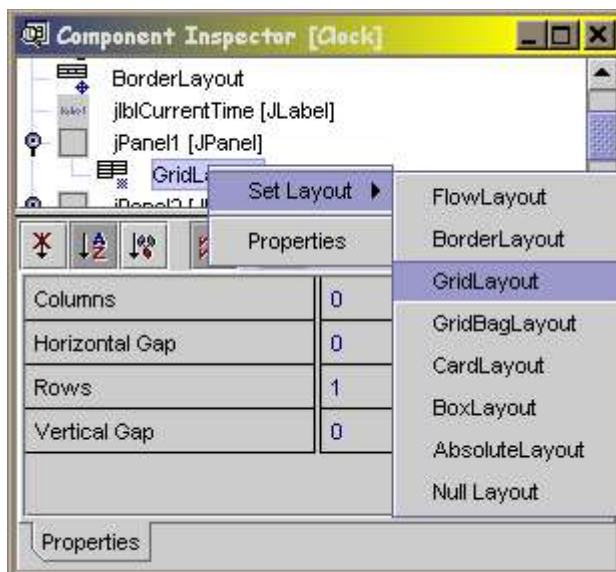 Component Inspector [Clock]
BorderLayout
jlblCurrentTime [JLabel]
jPanel1 [JPanel]
GridL
Set Layout
Properties
FlowLayout
BorderLayout
GridLayout
GridBagLayout
CardLayout
BoxLayout
AbsoluteLayout
Null Layout
Columns 0
Horizontal Gap 0
Rows 1
Vertical Gap 0
Properties